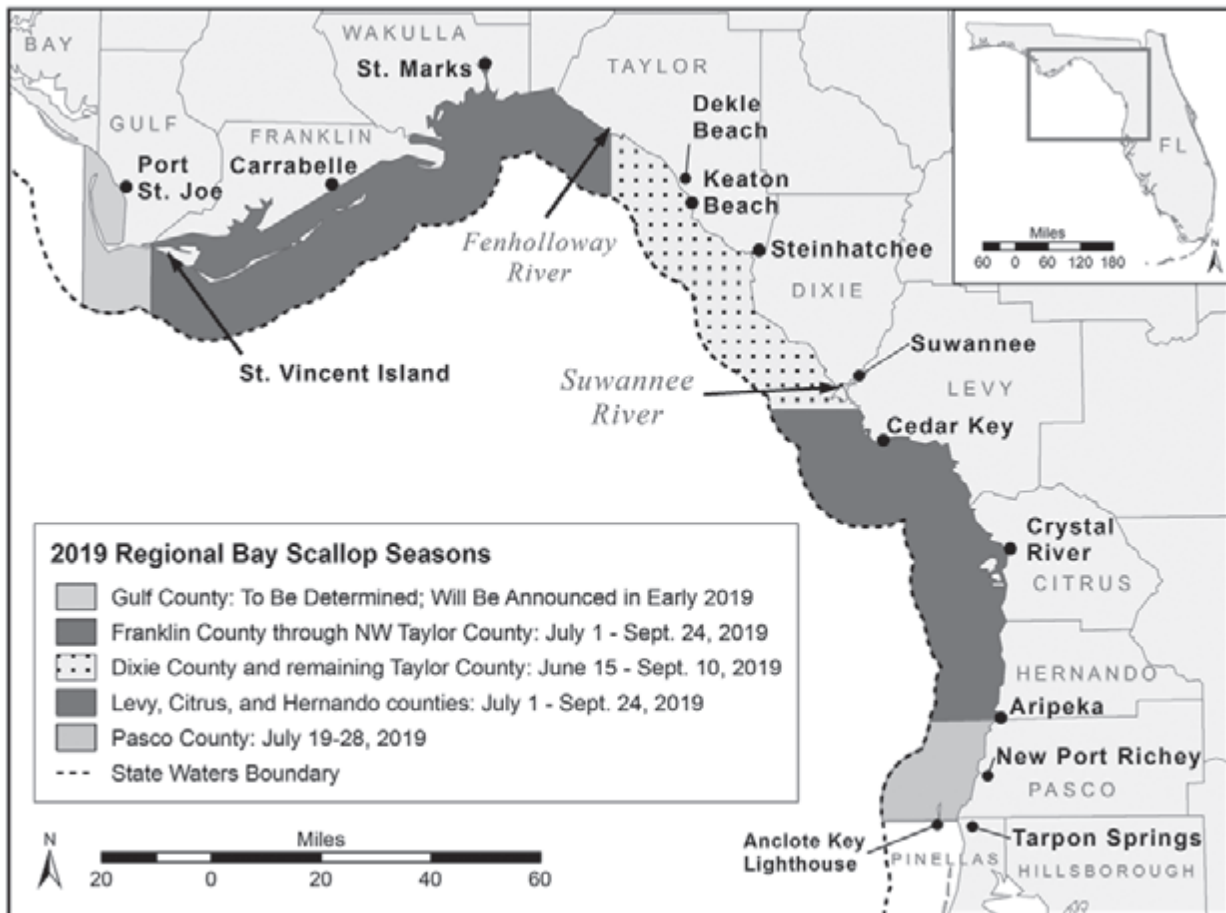 BAY
WAKULLA
St. Marks
TAYLOR
Dekle
Beach
GULF
FRANKLIN
Port
St. Joe
Carrabelle
Keaton
Beach
Fenholloway
River
Steinhatchee
DIXIE
St. Vincent Island
Suwannee
Suwannee
River
LEVY
Cedar Key
FL
Miles
60 0 60 120 180
N
2019 Regional Bay Scallop Seasons
Gulf County: To Be Determined; Will Be Announced in Early 2019
Franklin County through NW Taylor County: July 1 - Sept. 24, 2019
Dixie County and remaining Taylor County: June 15 - Sept. 10, 2019
Levy, Citrus, and Hernando counties: July 1 - Sept. 24, 2019
Pasco County: July 19-28, 2019
State Waters Boundary
Crystal
River
CITRUS
HERNANDO
Aripeka
New Port Richey
PASCO
Anclote Key
Lighthouse
Tarpon Springs
PINELLAS
HILLSBOROUGH
N
Miles
20 0 20 40 60